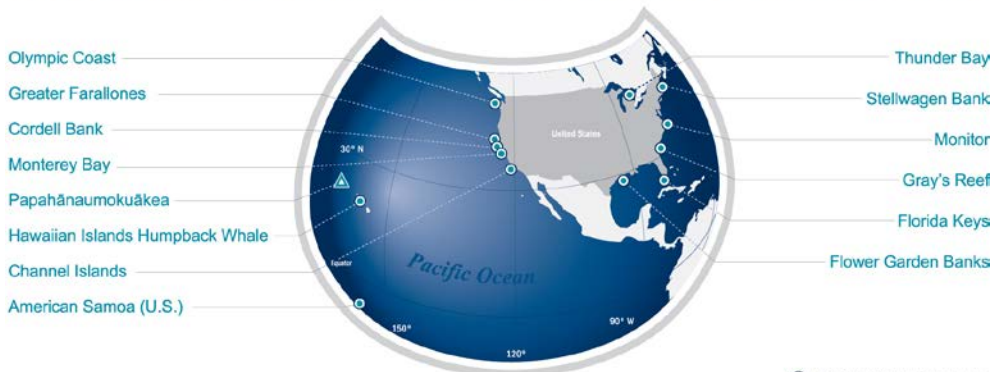 Olympic Coast
Greater Farallones
Cordell Bank
Monterey Bay
Papahānaumokuākea
Hawaiian Islands Humpback Whale
Channel Islands
American Samoa (U.S.)
30° N
Equator
Pacific Ocean
United States
150°
120°
90° W
Thunder Bay
Stellwagen Bank
Monitor
Gray's Reef
Florida Keys
Flower Garden Banks